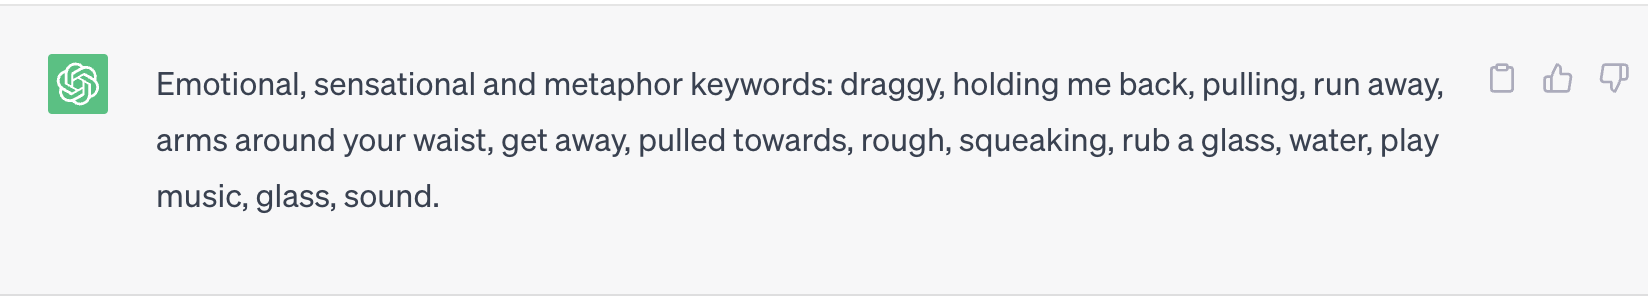 Emotional, sensational and metaphor keywords: draggy, holding me back, pulling, run away,
arms around your waist, get away, pulled towards, rough, squeaking, rub a glass, water, play
music, glass, sound.